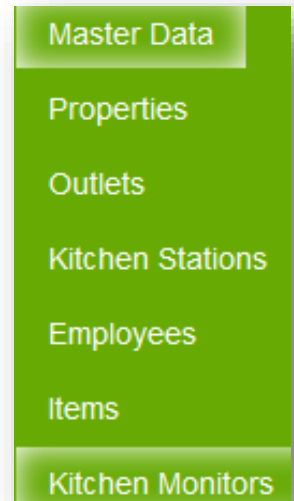 Master Data
Properties
Outlets
Kitchen Stations
Employees
Items
Kitchen Monitors